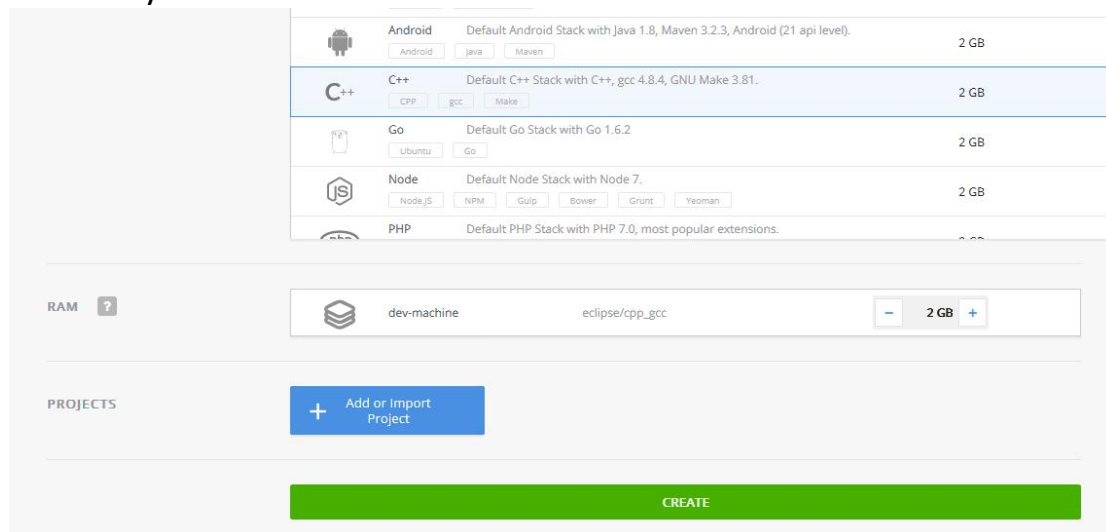 Android Default Android Stack with Java 1.8, Maven 3.2.3, Android (21 api level). 2 GB
Android Java Maven
C++ C++ Default C++ Stack with C++, gcc 4.8.4, GNU Make 3.81. 2 GB
CPP gcc Make
Go Default Go Stack with Go 1.6.2 2 GB
Ubuntu Go
JS Node Default Node Stack with Node 7. 2 GB
Node.JS NPM Gulp Bower Grunt Yeoman
PHP Default PHP Stack with PHP 7.0, most popular extensions.
RAM ? dev-machine eclipse/cpp_gcc - 2 GB +
PROJECTS + Add or Import
Project
CREATE